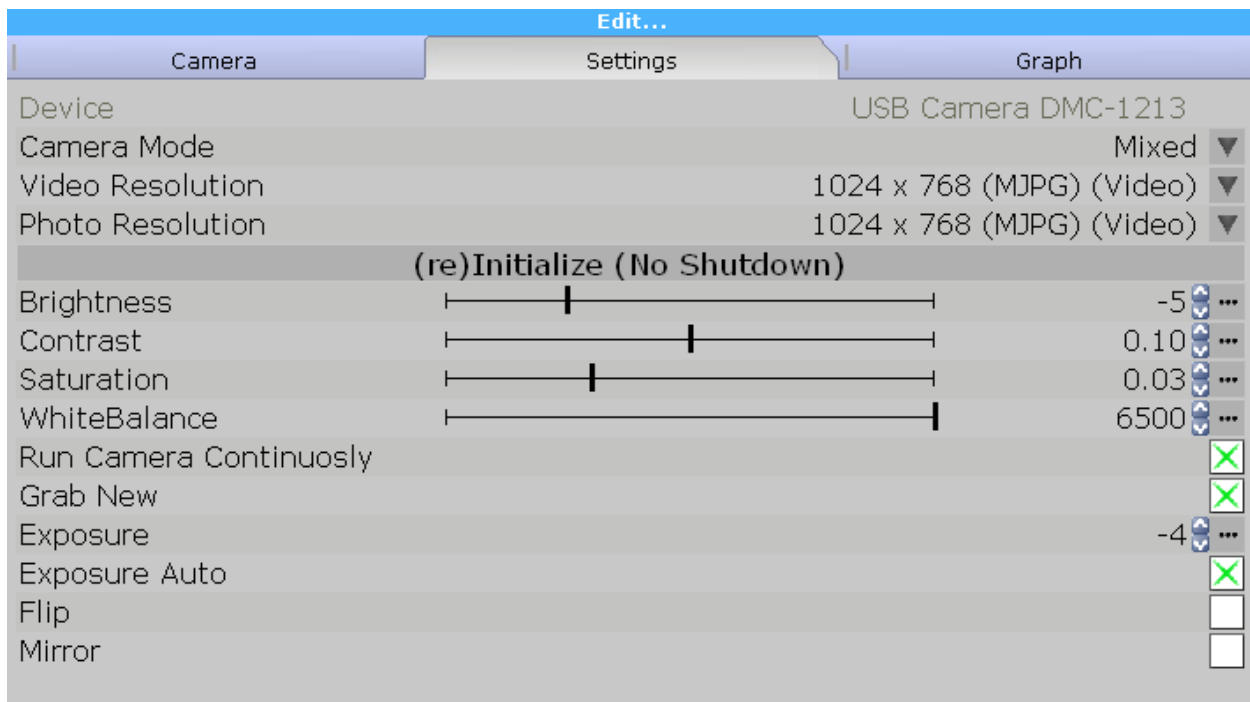 Edit...
Camera Settings Graph
Device USB Camera DMC-1213
Camera Mode Mixed
Video Resolution 1024 x 768 (MJPG) (Video)
Photo Resolution 1024 x 768 (MJPG) (Video)
(re)Initialize (No Shutdown)
Brightness -5 ...
Contrast 0.10 ...
Saturation 0.03 ...
WhiteBalance 6500 ...
Run Camera Continuosly
Grab New
Exposure -4 ...
Exposure Auto
Flip
Mirror